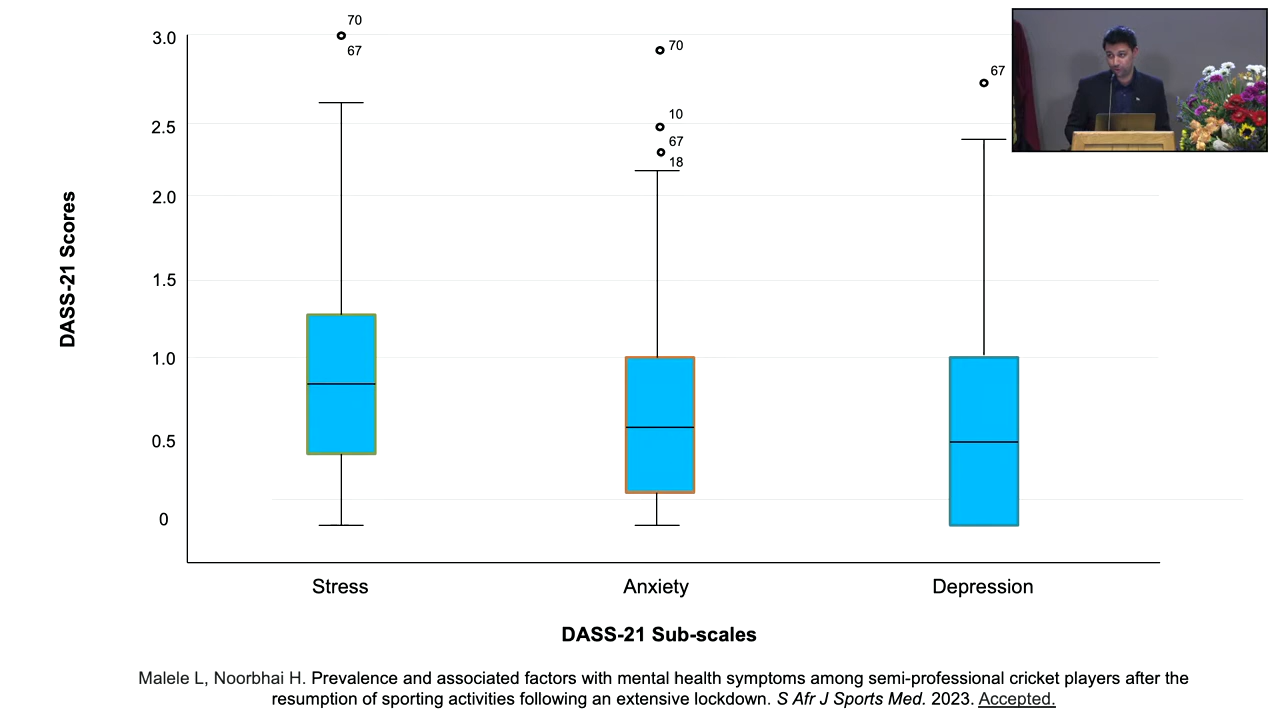 70
3.0
67
70
67
2.5
10
67
18
2.0
1.5
1.0
0.5
0
DASS-21 Scores
Stress
Anxiety
Depression
DASS-21 Sub-scales
Malele L, Noorbhai H. Prevalence and associated factors with mental health symptoms among semi-professional cricket players after the
resumption of sporting activities following an extensive lockdown. S Afr J Sports Med. 2023. Accepted.